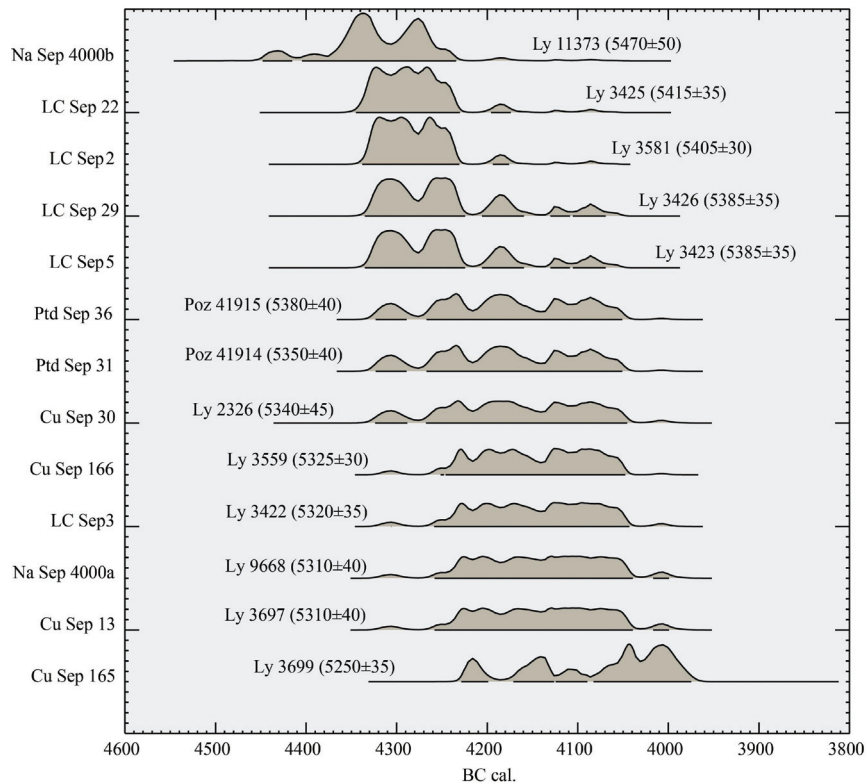 Na Sep 4000b Ly 11373 (5470±50)
LC Sep 22 Ly 3425 (5415±35)
LC Sep 2 Ly 3581 (5405±30)
LC Sep 29 Ly 3426 (5385±35)
LC Sep 5 Ly 3423 (5385±35)
Ptd Sep 36 Poz 41915 (5380±40)
Ptd Sep 31 Poz 41914 (5350±40)
Cu Sep 30 Ly 2326 (5340±45)
Cu Sep 166 Ly 3559 (5325±30)
LC Sep3 Ly 3422 (5320±35)
Na Sep 4000a Ly 9668 (5310±40)
Cu Sep 13 Ly 3697 (5310±40)
Cu Sep 165 Ly 3699 (5250±35)
4600 4500 4400 4300 4200 4100 4000 3900 3800
BC cal.